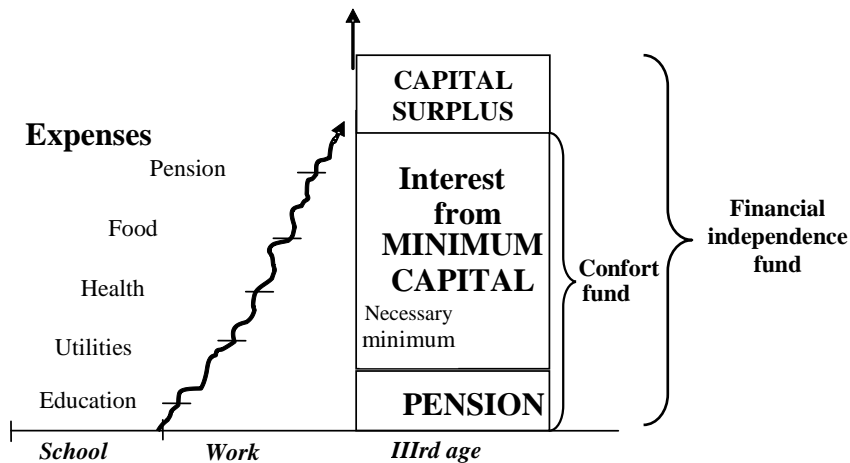 CAPITAL
SURPLUS
Expenses
Pension
Food
Health
Utilities
Education
Interest
from
MINIMUM
CAPITAL
Necessary
minimum
PENSION
Confort
fund
Financial
independence
fund
School
Work
IIIrd age